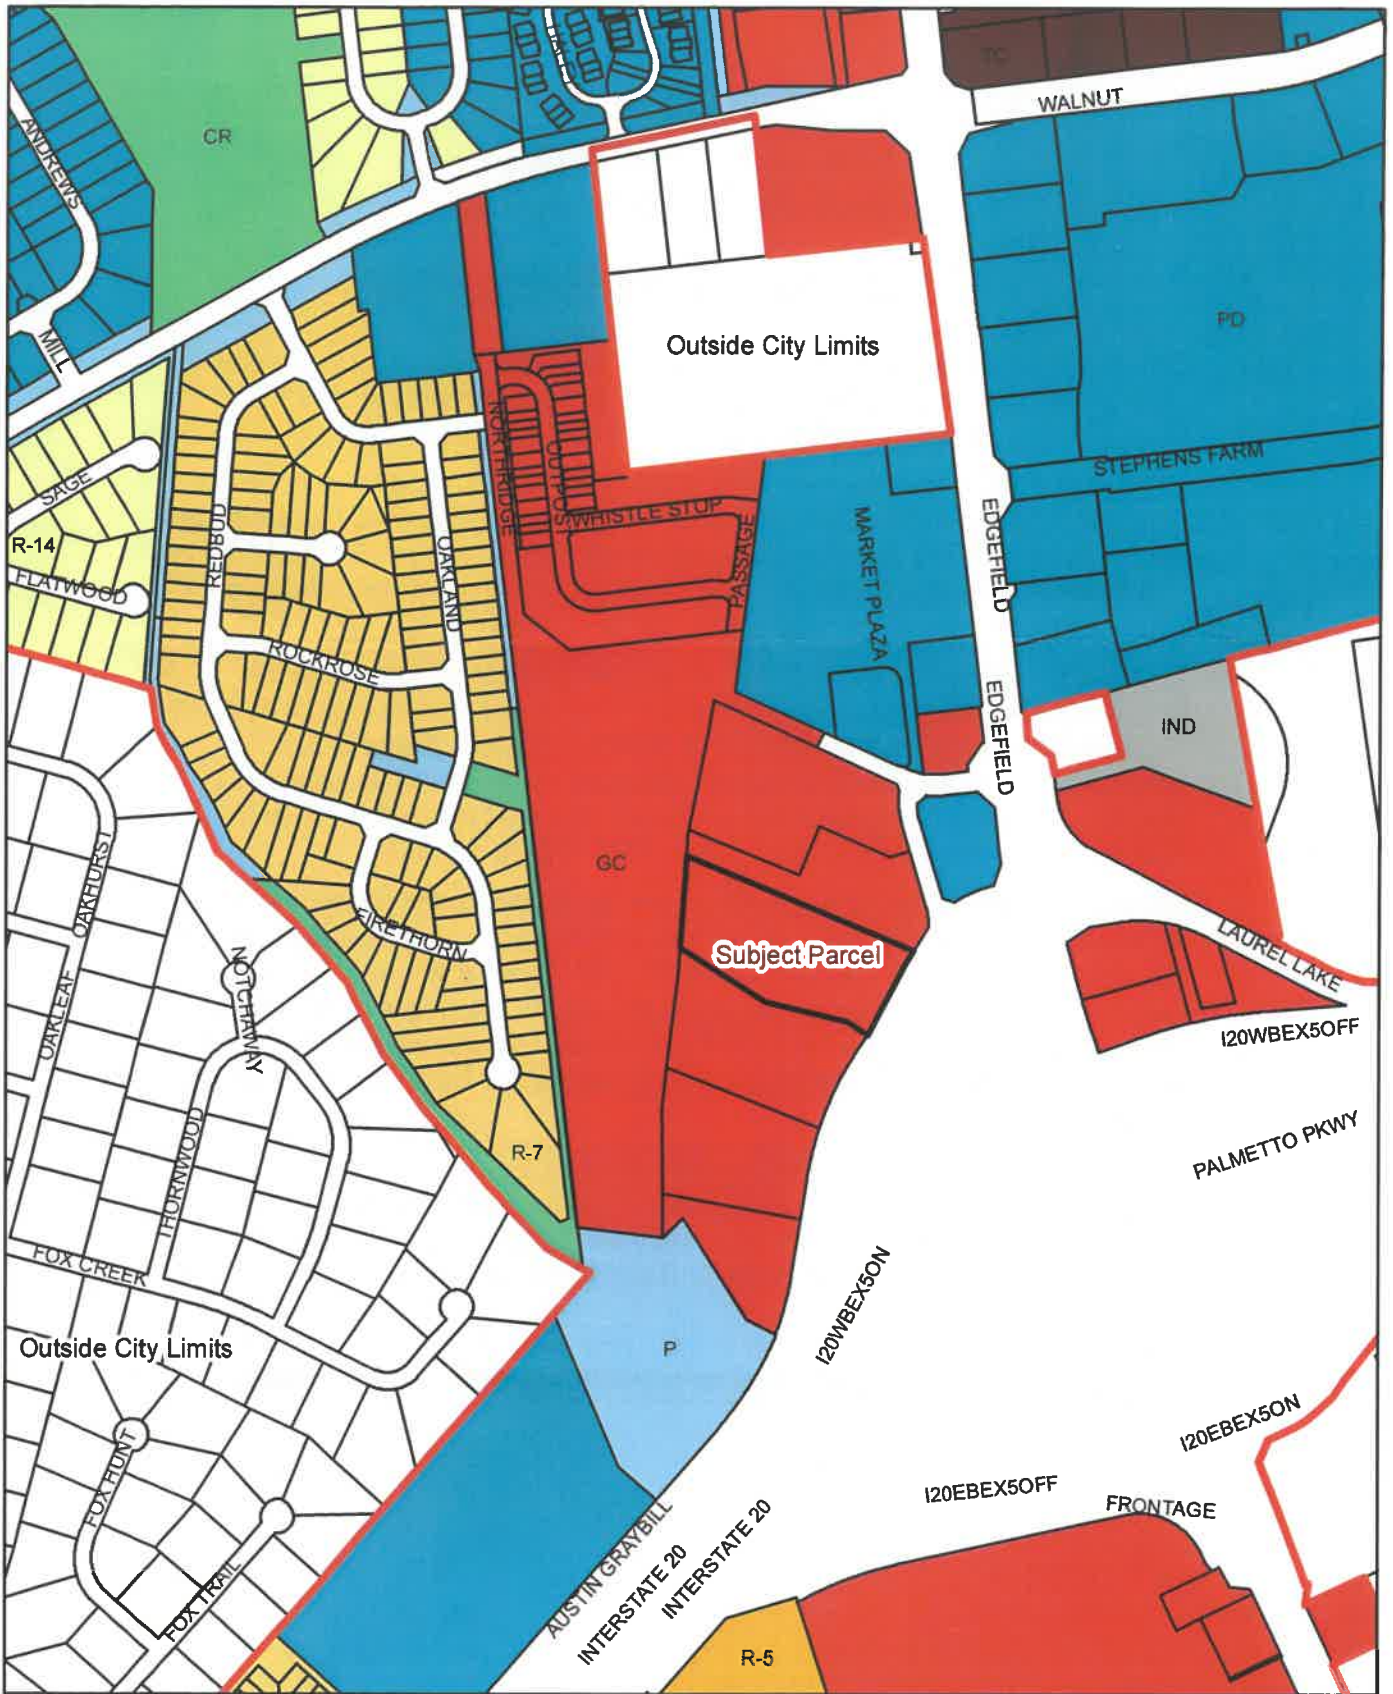 TC
WALNUT
ANDREWS
CR
MILL
Outside City Limits
PD
NORTHRIDGE
OUTPOST
STEPHENS FARM
SAGE
WHISTLE STOP
REDBUD
R-14
OAKLAND
PASSAGE
MARKET PLAZA
EDGEFIELD
FLATWOOD
ROCKROSE
EDGEFIELD
IND
OAKHURST
GC
FIRETHORN
Subject Parcel
LAUREL LAKE
NOTCHAWAY
OAKLEAF
I20WBEX5OFF
THORNWOOD
R-7
PALMETTO PKWY
FOX CREEK
I20WBEX5ON
Outside City Limits
P
FOX HUNT
I20EBEX5ON
I20EBEX5OFF
FRONTAGE
AUSTIN GRAYBILL
INTERSTATE 20
INTERSTATE 20
FOX TRAIL
R-5